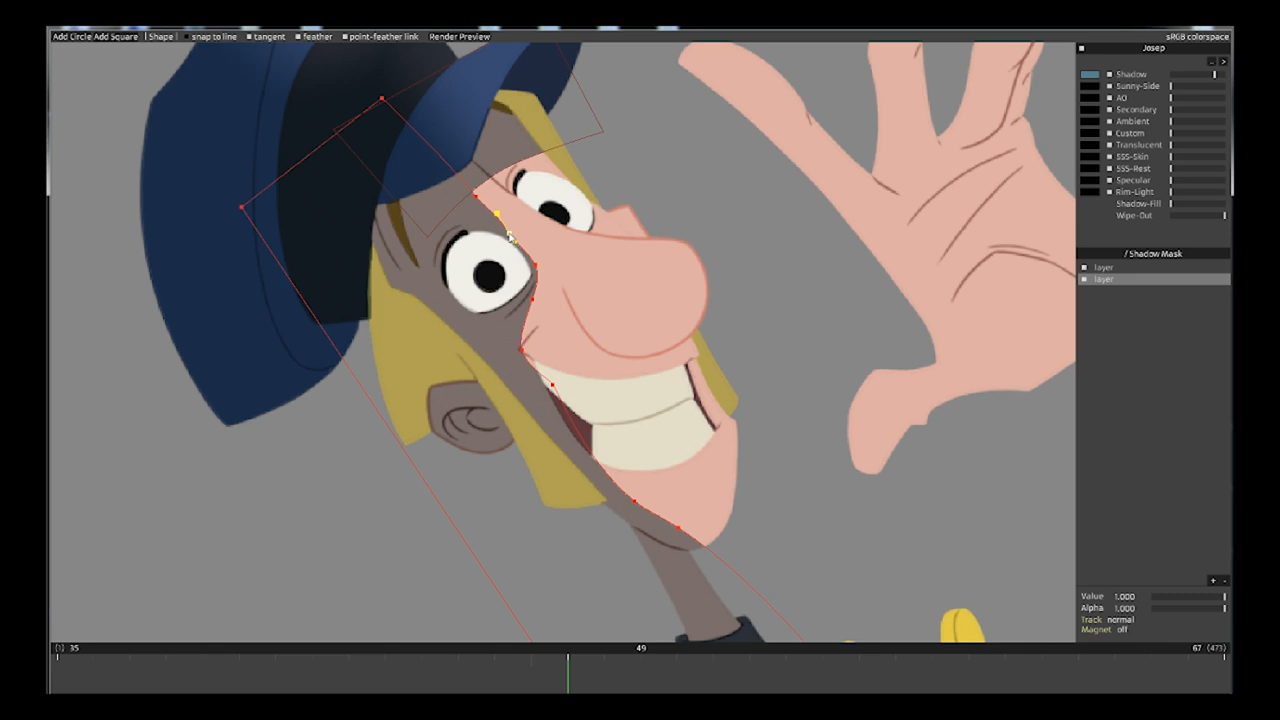 Add Circle Add Square | Shape | snap to line tangent feather point-feather link Render Preview sRGB colorspace
Josep
- >
Shadow
Sunny-Side
AO
Secondary
Ambient
Custom
Translucent
SSS-Skin
SSS-Rest
Specular
Rim-Light
Shadow-Fill
Wipe-Out
/ Shadow Mask
layer
layer
+ -
Value 1.000
Alpha 1.000
Track normal
Magnet off
(1) 35 49 67 (473)